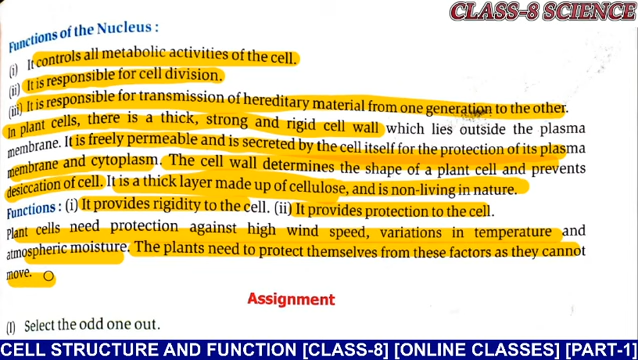 CLASS-8 SCIENCE
Functions of the Nucleus :
(i) It controls all metabolic activities of the cell.
(ii) It is responsible for cell division.
(iii) It is responsible for transmission of hereditary material from one generation to the other.
In plant cells, there is a thick, strong and rigid cell wall which lies outside the plasma
membrane. It is freely permeable and is secreted by the cell itself for the protection of its plasma
membrane and cytoplasm. The cell wall determines the shape of a plant cell and prevents
desiccation of cell. It is a thick layer made up of cellulose, and is non-living in nature.
Functions : (i) It provides rigidity to the cell. (ii) It provides protection to the cell.
Plant cells need protection against high wind speed, variations in temperature and
atmospheric moisture. The plants need to protect themselves from these factors as they cannot
move.
Assignment
(I) Select the odd one out.
CELL STRUCTURE AND FUNCTION [CLASS-8] [ONLINE CLASSES] [PART-1]